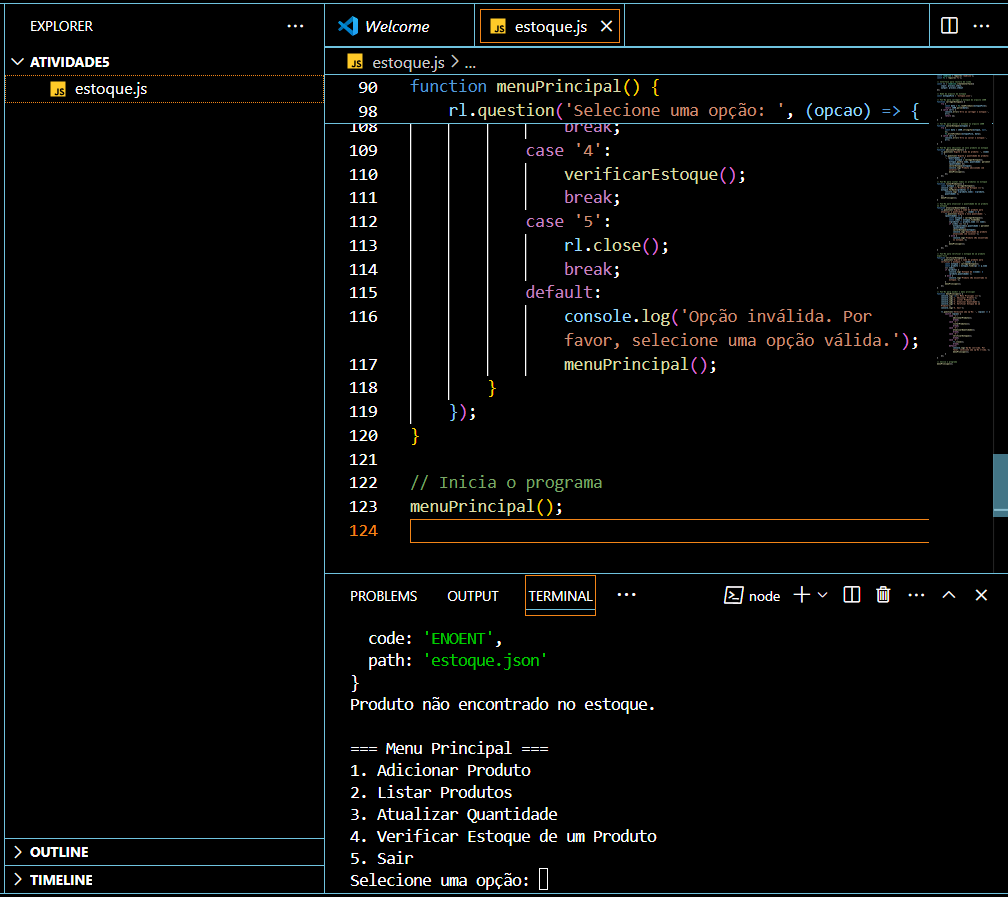 EXPLORER
ATIVIDADE5
JS estoque.js
OUTLINE
TIMELINE
Welcome
JS estoque.js
JS estoque.js > ...
90 function menuPrincipal() {
98 rl.question('Selecione uma opção: ', (opcao) => {
108 break;
109 case '4':
110 verificarEstoque();
111 break;
112 case '5':
113 rl.close();
114 break;
115 default:
116 console.log('Opção inválida. Por
favor, selecione uma opção válida.');
117 menuPrincipal();
118 }
119 });
120 }
121
122 // Inicia o programa
123 menuPrincipal();
124
PROBLEMS OUTPUT TERMINAL ... node
code: 'ENOENT',
path: 'estoque.json'
}
Produto não encontrado no estoque.
=== Menu Principal ===
1. Adicionar Produto
2. Listar Produtos
3. Atualizar Quantidade
4. Verificar Estoque de um Produto
5. Sair
Selecione uma opção: